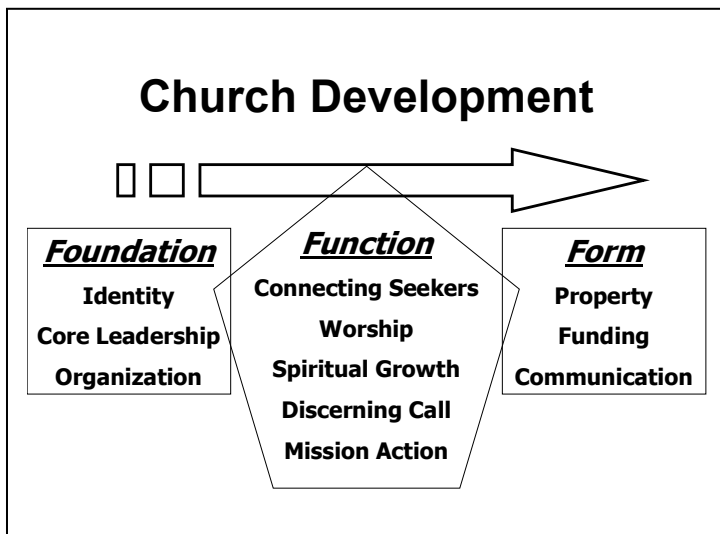 Church Development
Foundation
Identity
Core Leadership
Organization
Function
Connecting Seekers
Worship
Spiritual Growth
Discerning Call
Mission Action
Form
Property
Funding
Communication